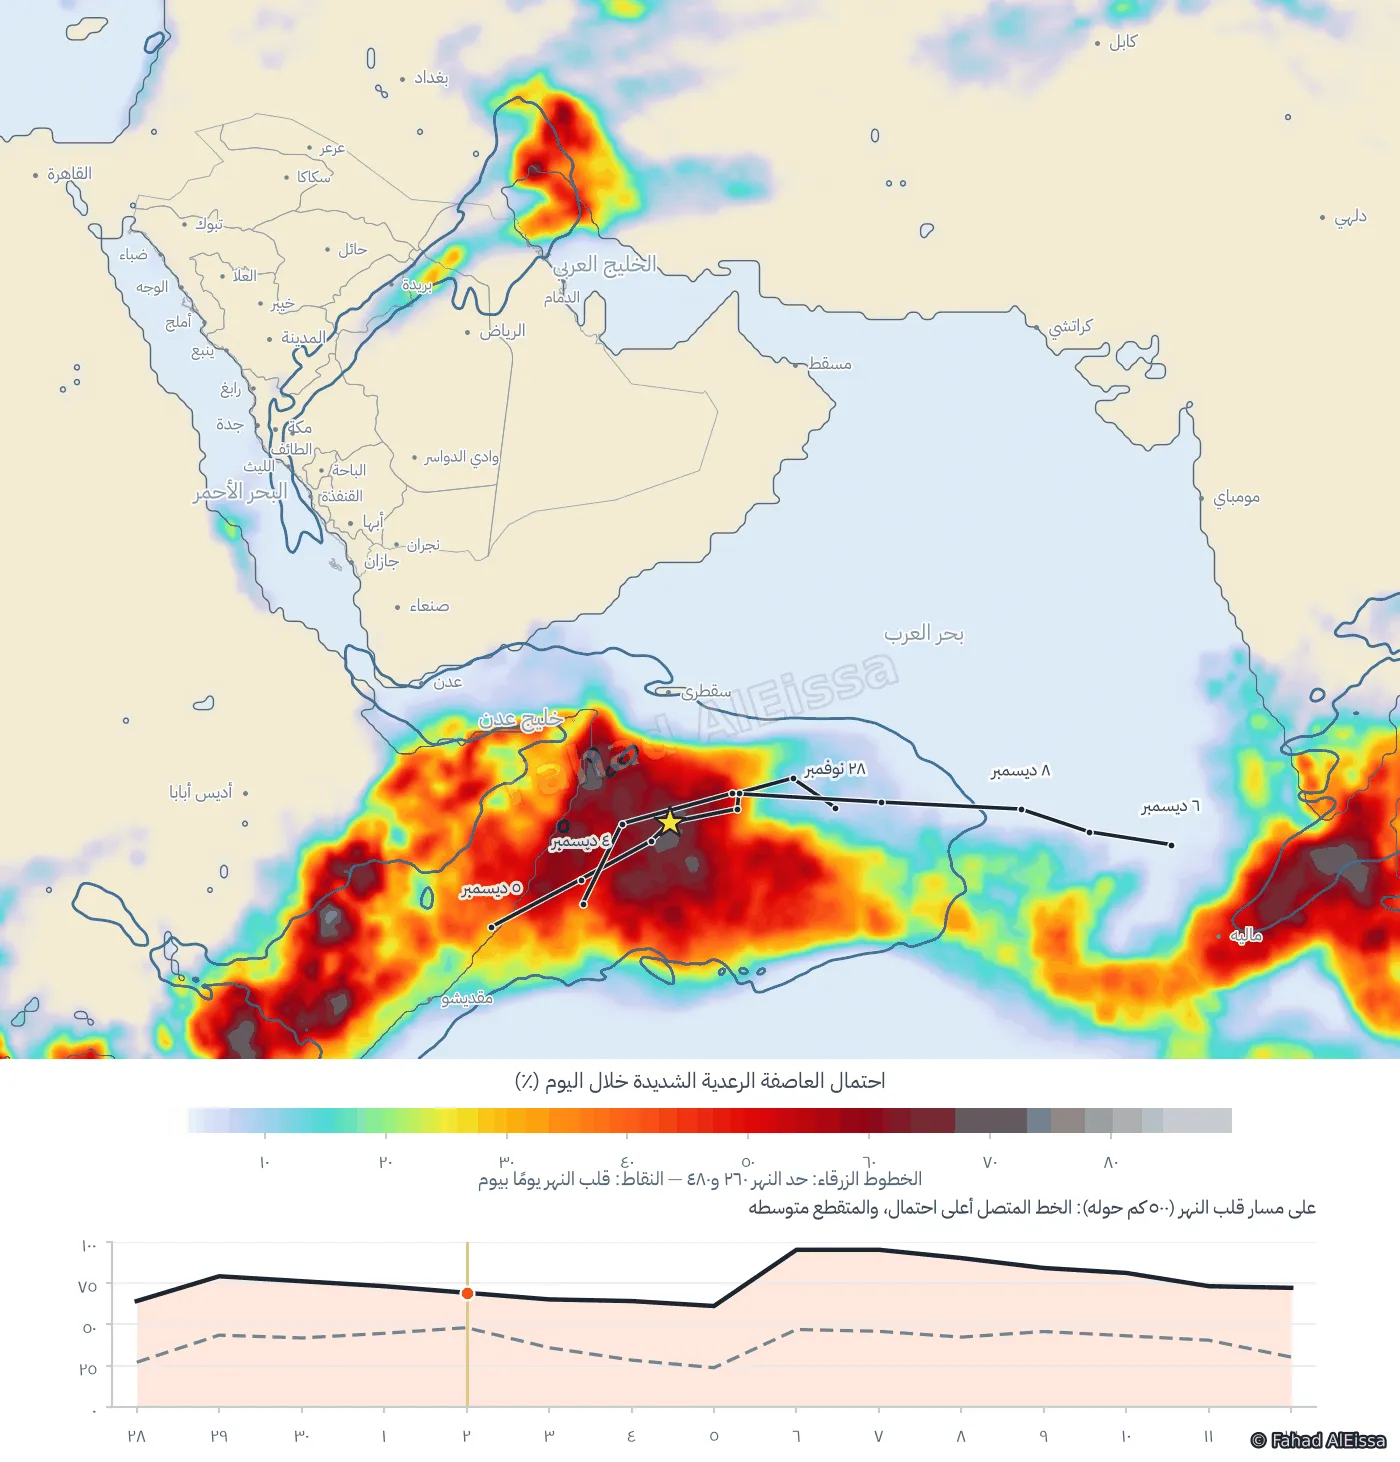 كابل
بغداد
عرعر
القاهرة
سكاكا
دلهي
تبوك
ضباء
حائل
الخليج العربي
العلا
الوجه
بريدة
الدمام
خيبر
أملج
كراتشي
الرياض
المدينة
ينبع
مسقط
رابغ
جدة
مكة
الطائف
وادي الدواسر
الليث
الباحة
البحر الأحمر
القنفذة
مومباي
أبها
نجران
جازان
صنعاء
بحر العرب
عدن
سقطرى
Fahad AlEissa
خليج عدن
٢٨ نوفمبر
٨ ديسمبر
أديس أبابا
٦ ديسمبر
٤ ديسمبر
٥ ديسمبر
ماليه
مقديشو
احتمال العاصفة الرعدية الشديدة خلال اليوم (٪)
١٠ ٢٠ ٣٠ ٤٠ ٥٠ ٦٠ ٧٠ ٨٠
الخطوط الزرقاء: حد النهر ٢٦٠ و٤٨٠ — النقاط: قلب النهر يومًا بيوم
على مسار قلب النهر (٥٠٠ كم حوله): الخط المتصل أعلى احتمال، والمتقطع متوسطه
١٠٠
٧٥
٥٠
٢٥
٠
٢٨ ٢٩ ٣٠ ١ ٢ ٣ ٤ ٥ ٦ ٧ ٨ ٩ ١٠ ١١
© Fahad AlEissa